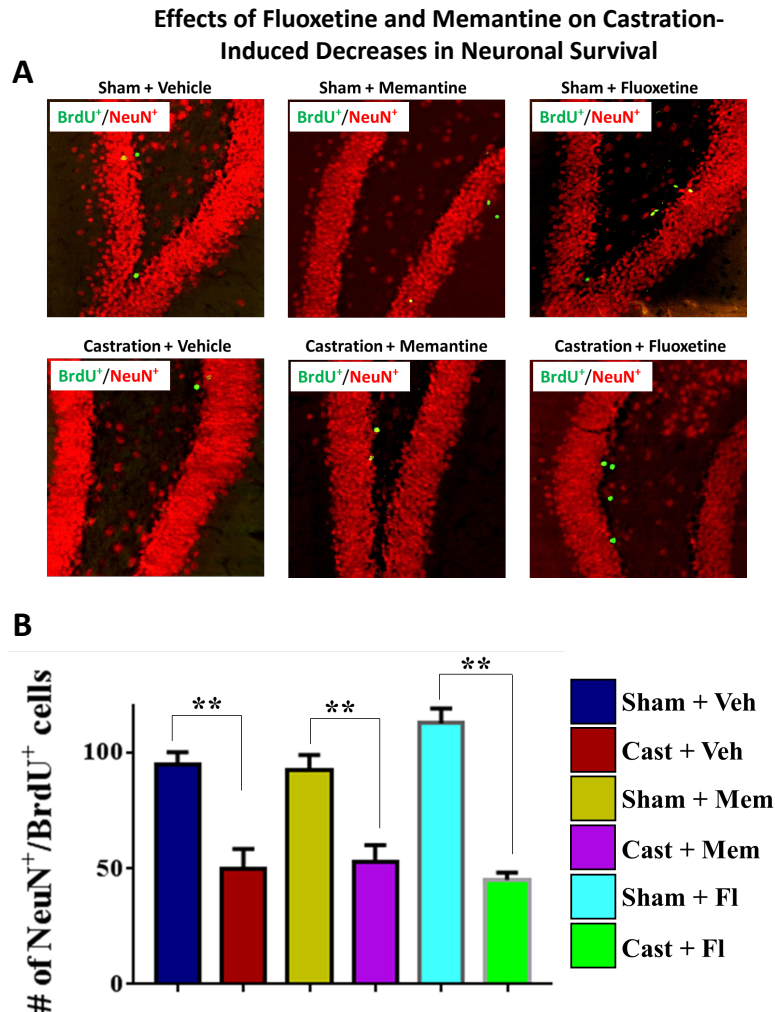 Effects of Fluoxetine and Memantine on Castration-
Induced Decreases in Neuronal Survival
A
Sham + Vehicle
Sham + Memantine
Sham + Fluoxetine
BrdU⁺/NeuN⁺
BrdU⁺/NeuN⁺
BrdU⁺/NeuN⁺
Castration + Vehicle
Castration + Memantine
Castration + Fluoxetine
BrdU⁺/NeuN⁺
BrdU⁺/NeuN⁺
BrdU⁺/NeuN⁺
B
# of NeuN⁺/BrdU⁺ cells
100
50
0
**
**
**
Sham + Veh
Cast + Veh
Sham + Mem
Cast + Mem
Sham + Fl
Cast + Fl